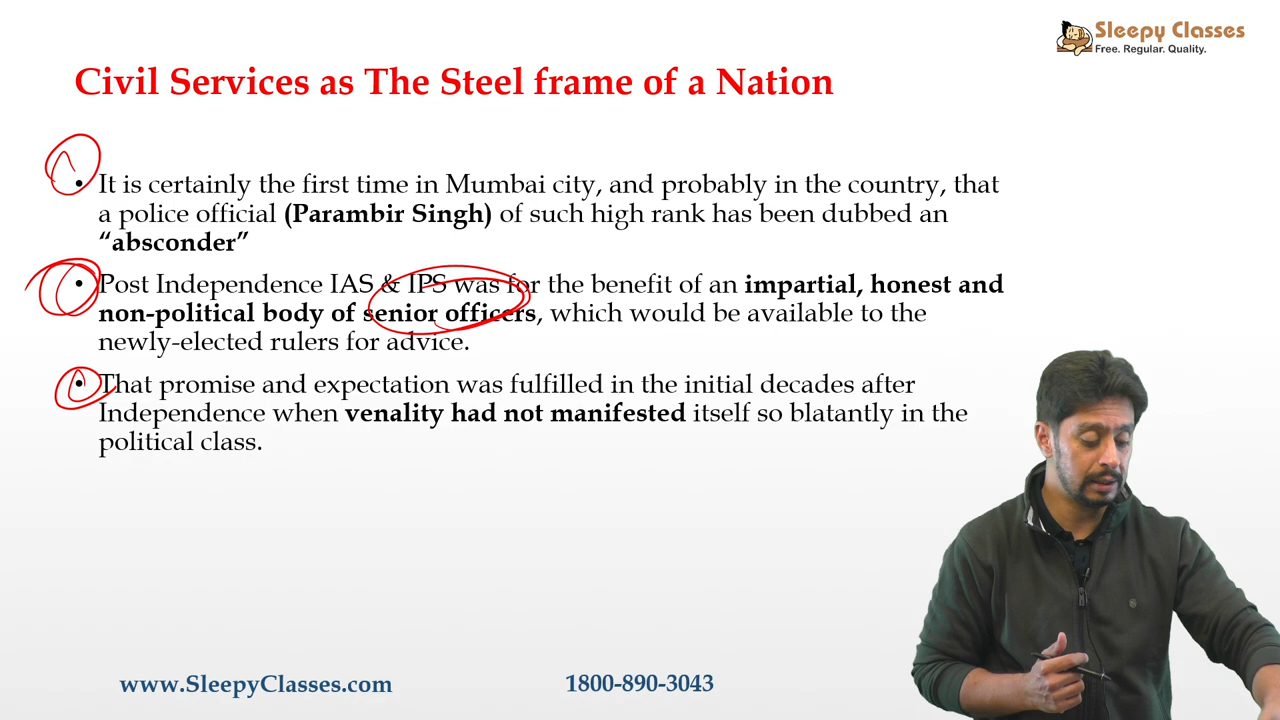 Sleepy Classes
Free. Regular. Quality.
Civil Services as The Steel frame of a Nation
• It is certainly the first time in Mumbai city, and probably in the country, that
a police official (Parambir Singh) of such high rank has been dubbed an
“absconder”
• Post Independence IAS & IPS was for the benefit of an impartial, honest and
non-political body of senior officers, which would be available to the
newly-elected rulers for advice.
• That promise and expectation was fulfilled in the initial decades after
Independence when venality had not manifested itself so blatantly in the
political class.
www.SleepyClasses.com
1800-890-3043